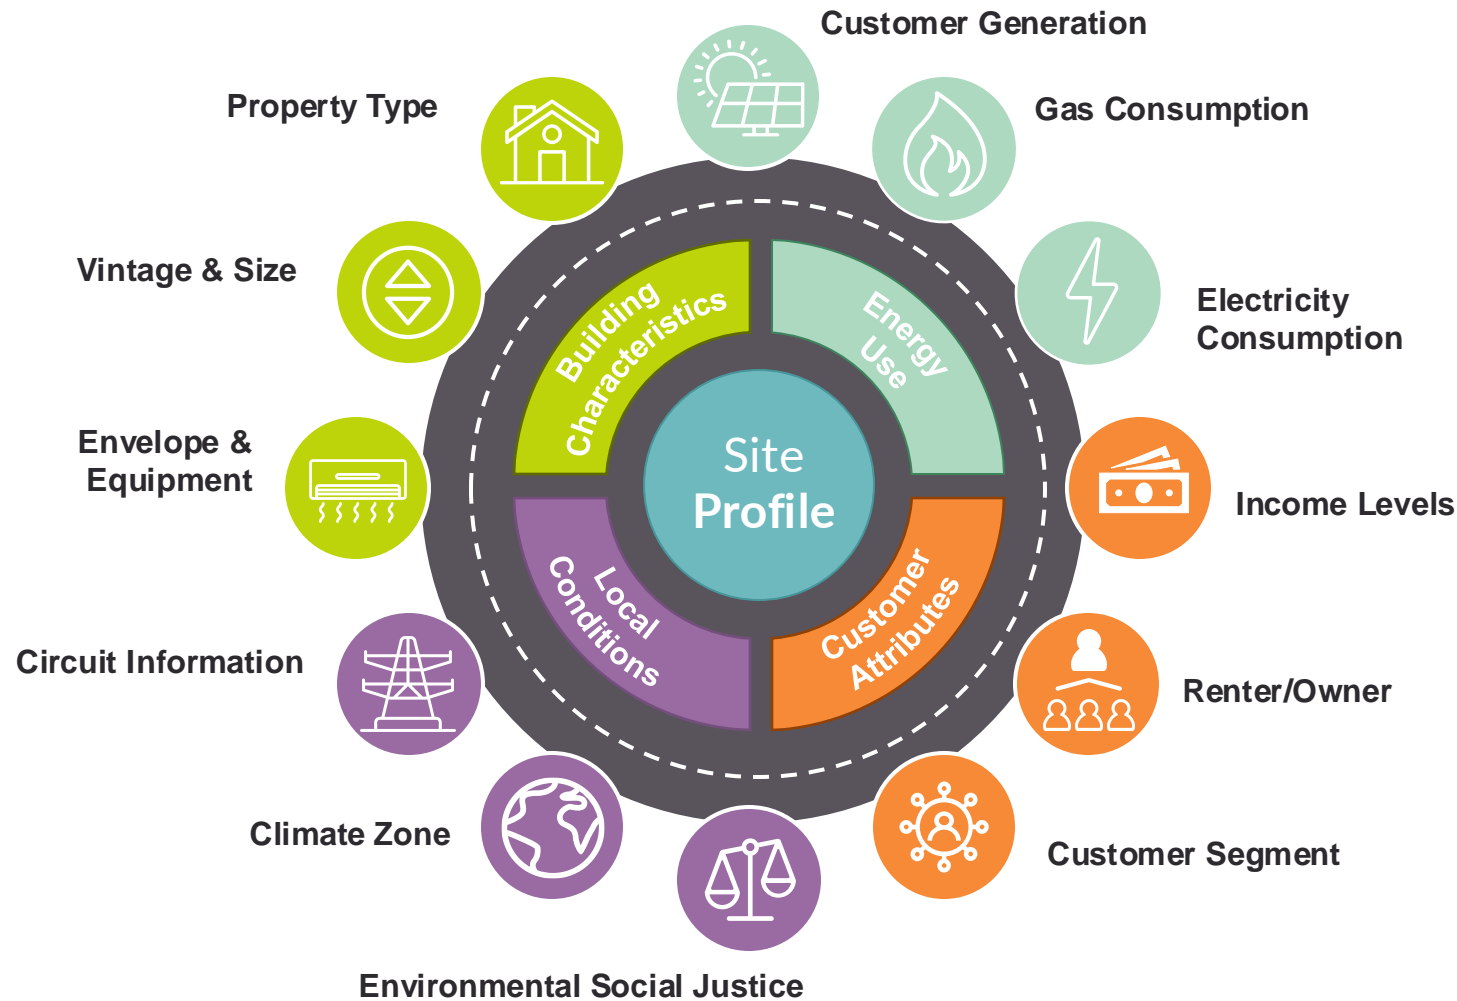 Customer Generation
Gas Consumption
Property Type
Vintage & Size
Electricity
Consumption
Building
Characteristics
Energy
Use
Site
Profile
Envelope &
Equipment
Income Levels
Local
Conditions
Customer
Attributes
Circuit Information
Renter/Owner
Climate Zone
Customer Segment
Environmental Social Justice